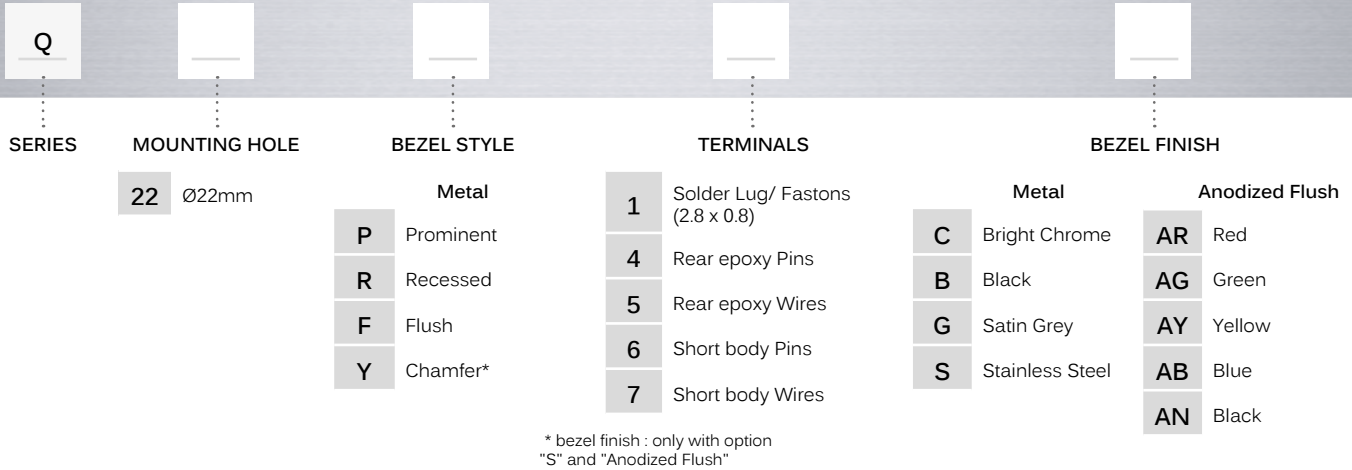 Q
SERIES
MOUNTING HOLE
22 Ø22mm
BEZEL STYLE
Metal
P Prominent
R Recessed
F Flush
Y Chamfer*
TERMINALS
1 Solder Lug/ Fastons
(2.8 x 0.8)
4 Rear epoxy Pins
5 Rear epoxy Wires
6 Short body Pins
7 Short body Wires
* bezel finish : only with option
"S" and "Anodized Flush"
BEZEL FINISH
Metal
C Bright Chrome
B Black
G Satin Grey
S Stainless Steel
Anodized Flush
AR Red
AG Green
AY Yellow
AB Blue
AN Black